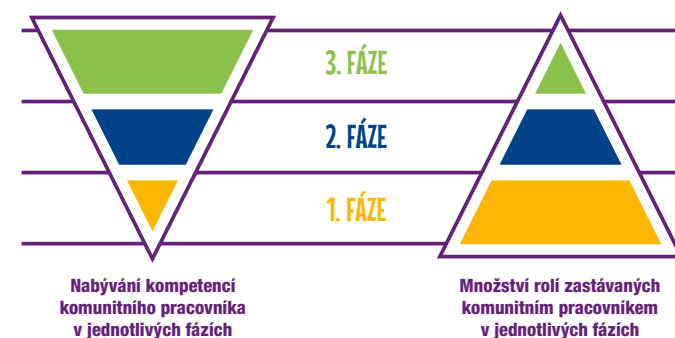 3. FÁZE
2. FÁZE
1. FÁZE
Nabývání kompetencí
komunitního pracovníka
v jednotlivých fázích
Množství rolí zastávaných
komunitním pracovníkem
v jednotlivých fázích